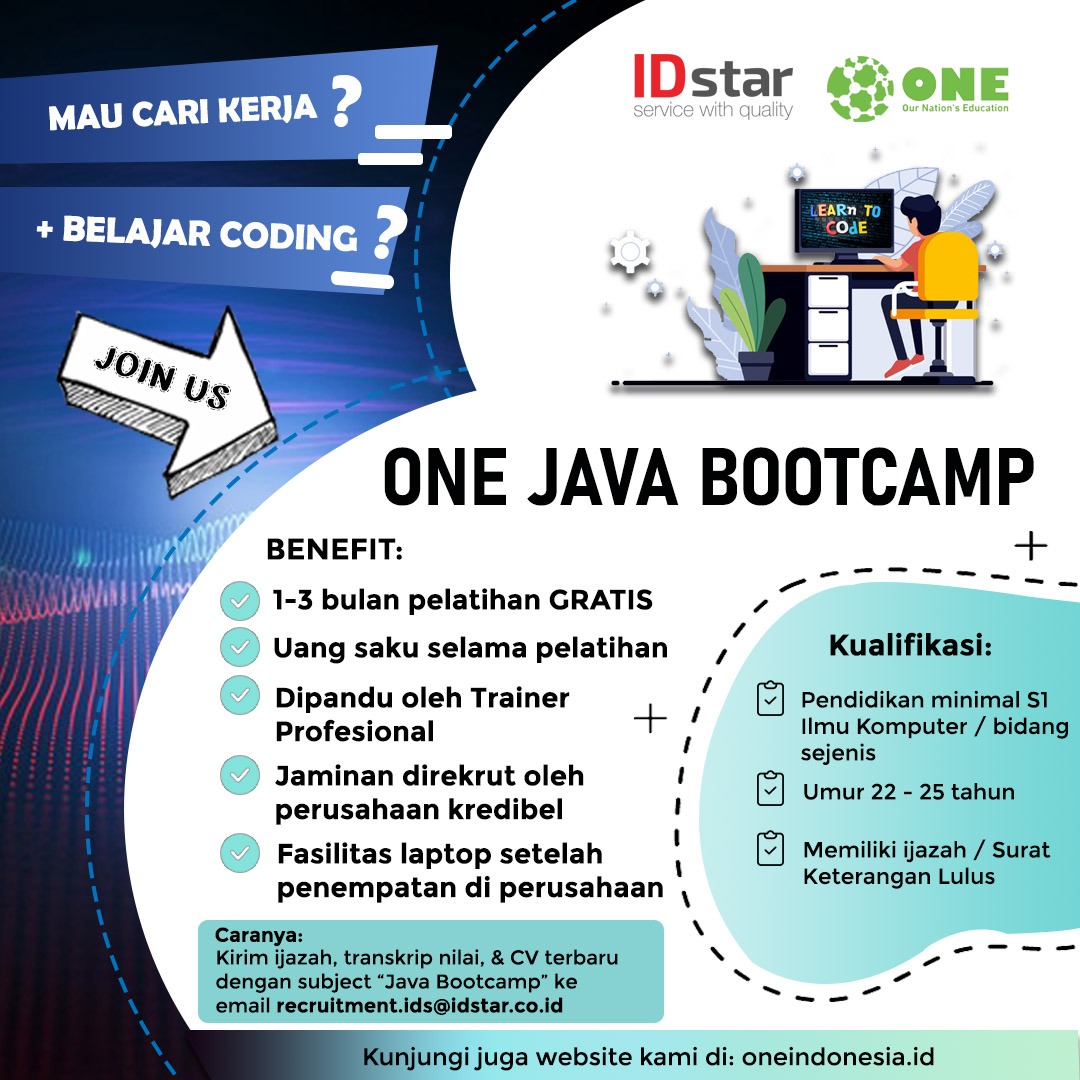 MAU CARI KERJA ?
+ BELAJAR CODING ?
JOIN US
IDstar
service with quality
ONE
Our Nation's Education
LEARn TO
CODE
ONE JAVA BOOTCAMP
BENEFIT:
1-3 bulan pelatihan GRATIS
Uang saku selama pelatihan
Dipandu oleh Trainer
Profesional
Jaminan direkrut oleh
perusahaan kredibel
Fasilitas laptop setelah
penempatan di perusahaan
Kualifikasi:
Pendidikan minimal S1
Ilmu Komputer / bidang
sejenis
Umur 22 - 25 tahun
Memiliki ijazah / Surat
Keterangan Lulus
Caranya:
Kirim ijazah, transkrip nilai, & CV terbaru
dengan subject “Java Bootcamp” ke
email recruitment.ids@idstar.co.id
Kunjungi juga website kami di: oneindonesia.id